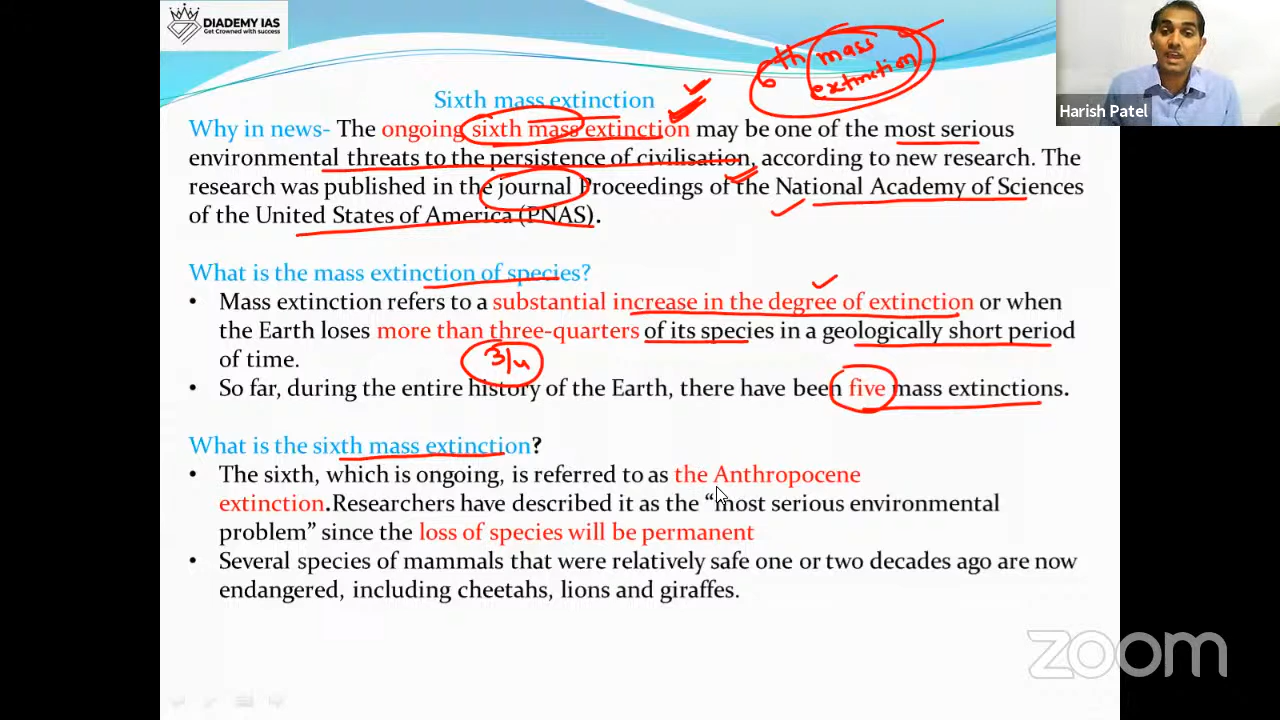 DIADEMY IAS
Get Crowned with success
6th mass
extinction
Harish Patel
Sixth mass extinction
Why in news- The ongoing sixth mass extinction may be one of the most serious
environmental threats to the persistence of civilisation, according to new research. The
research was published in the journal Proceedings of the National Academy of Sciences
of the United States of America (PNAS).
What is the mass extinction of species?
• Mass extinction refers to a substantial increase in the degree of extinction or when
the Earth loses more than three-quarters of its species in a geologically short period
of time.
3/4
• So far, during the entire history of the Earth, there have been five mass extinctions.
What is the sixth mass extinction?
• The sixth, which is ongoing, is referred to as the Anthropocene
extinction.Researchers have described it as the “most serious environmental
problem” since the loss of species will be permanent
• Several species of mammals that were relatively safe one or two decades ago are now
endangered, including cheetahs, lions and giraffes.
zoom